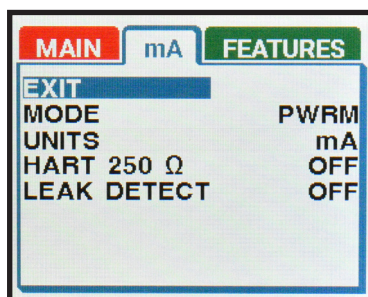 MAIN mA FEATURES
EXIT
MODE PWRM
UNITS mA
HART 250 Ω OFF
LEAK DETECT OFF